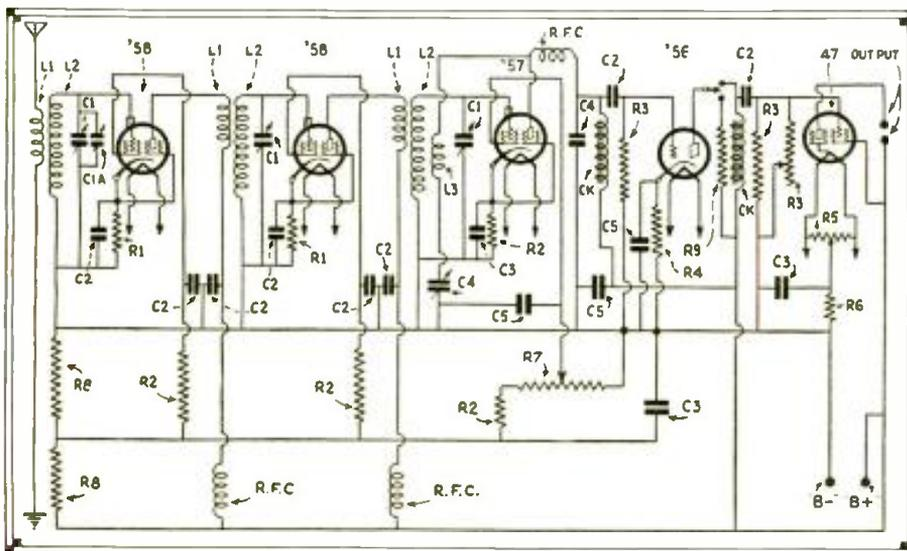 R.F.C
'58
'58
'57
C2
'56
C2
47
OUTPUT
L1
L2
L1
L2
L1
L2
C1
C1
C1
C4
R3
R3
C1A
L3
CK
CK
R3
R1
R1
R2
C5
R9
R4
R5
C2
C2
C3
C3
C2
C2
C2
C4
C5
C5
R6
R8
R2
R2
R7
R2
C3
R8
R.F.C
R.F.C.
B-
B+